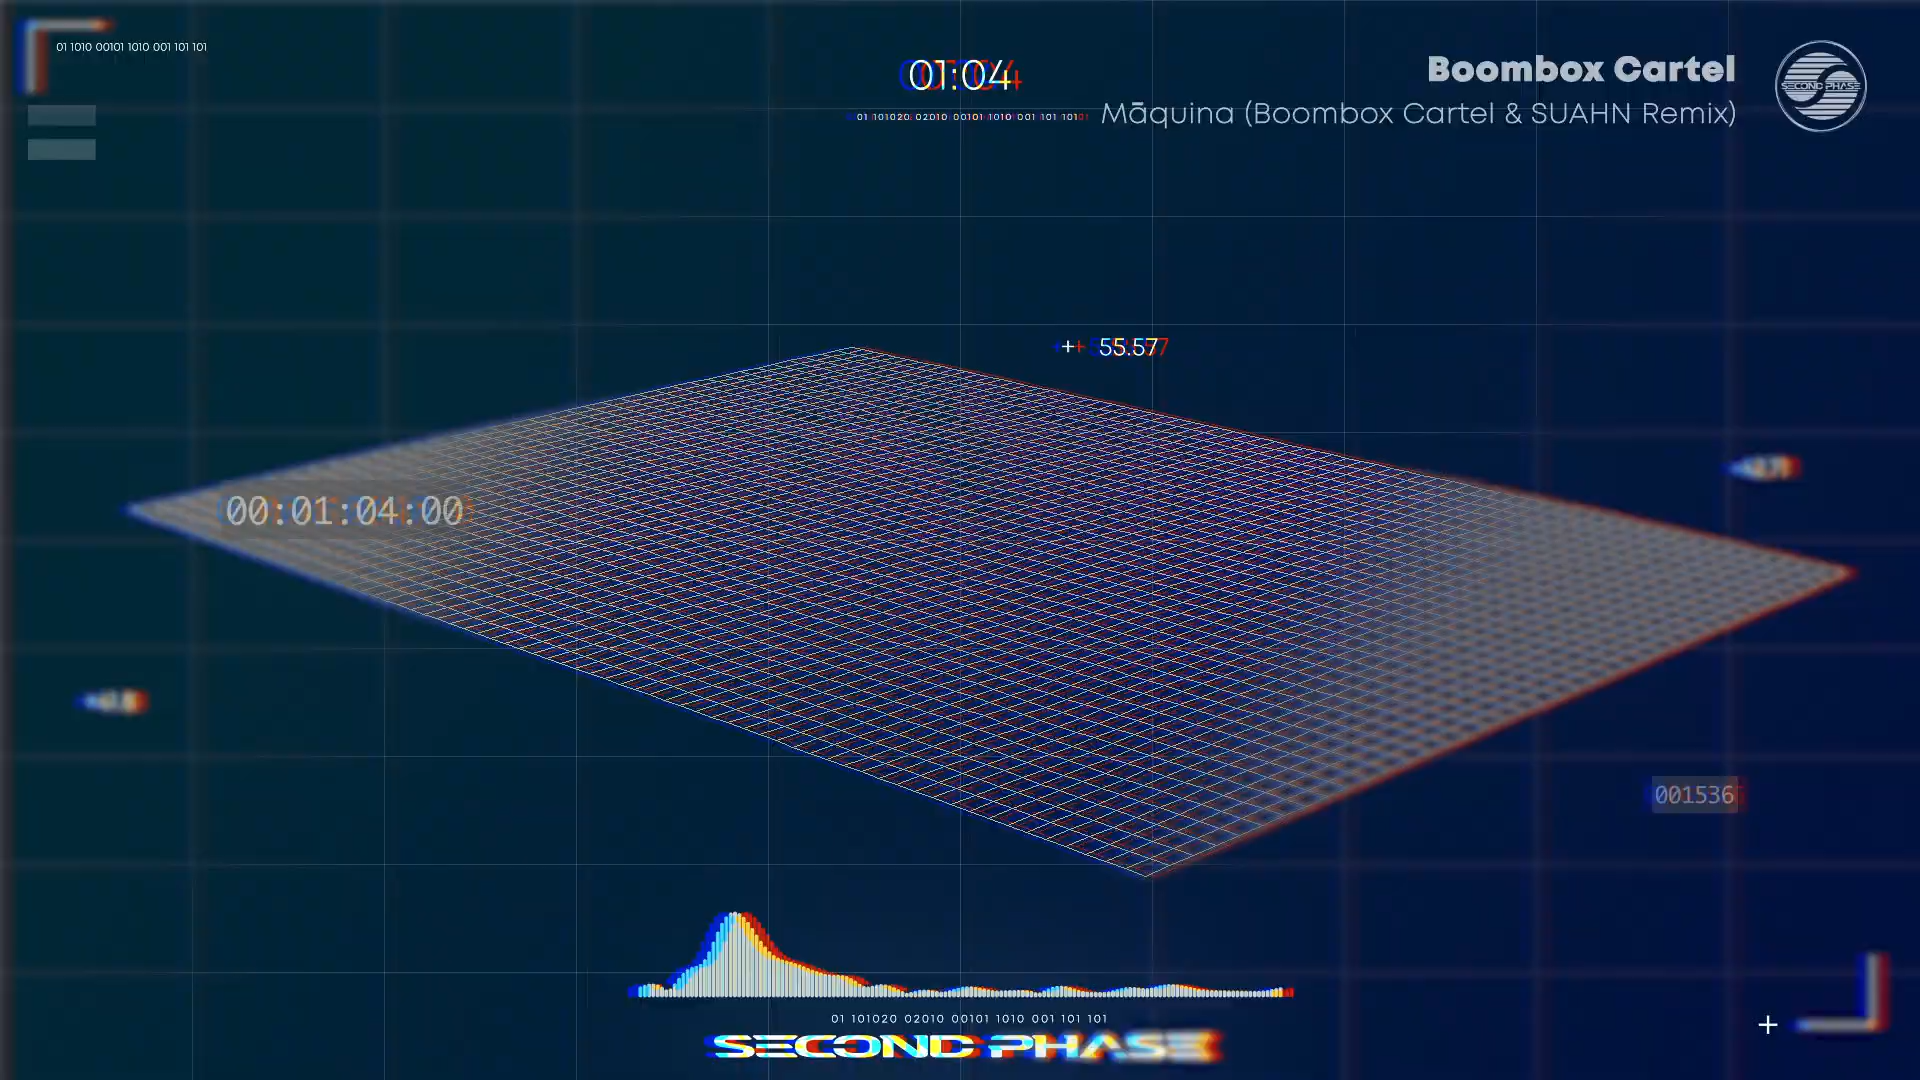 01 1010 00101 1010 001 101 101
01:04
01 101020 02010 00101 1010 001 101 101
Boombox Cartel
Māquina (Boombox Cartel & SUAHN Remix)
SECOND PHASE
+ 55.57
00:01:04:00
001536
01 101020 02010 00101 1010 001 101 101
SECOND PHASE